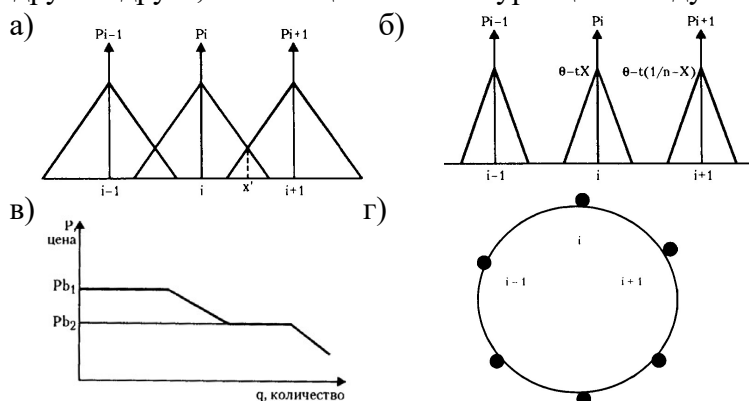 а)
Pi-1 Pi Pi+1
i-1 i x' i+1
б)
Pi-1 Pi Pi+1
θ-tX θ-t(1/n-X)
i-1 i i+1
в)
P,
цена
Pb1
Pb2
q, количество
г)
i
i-1 i+1